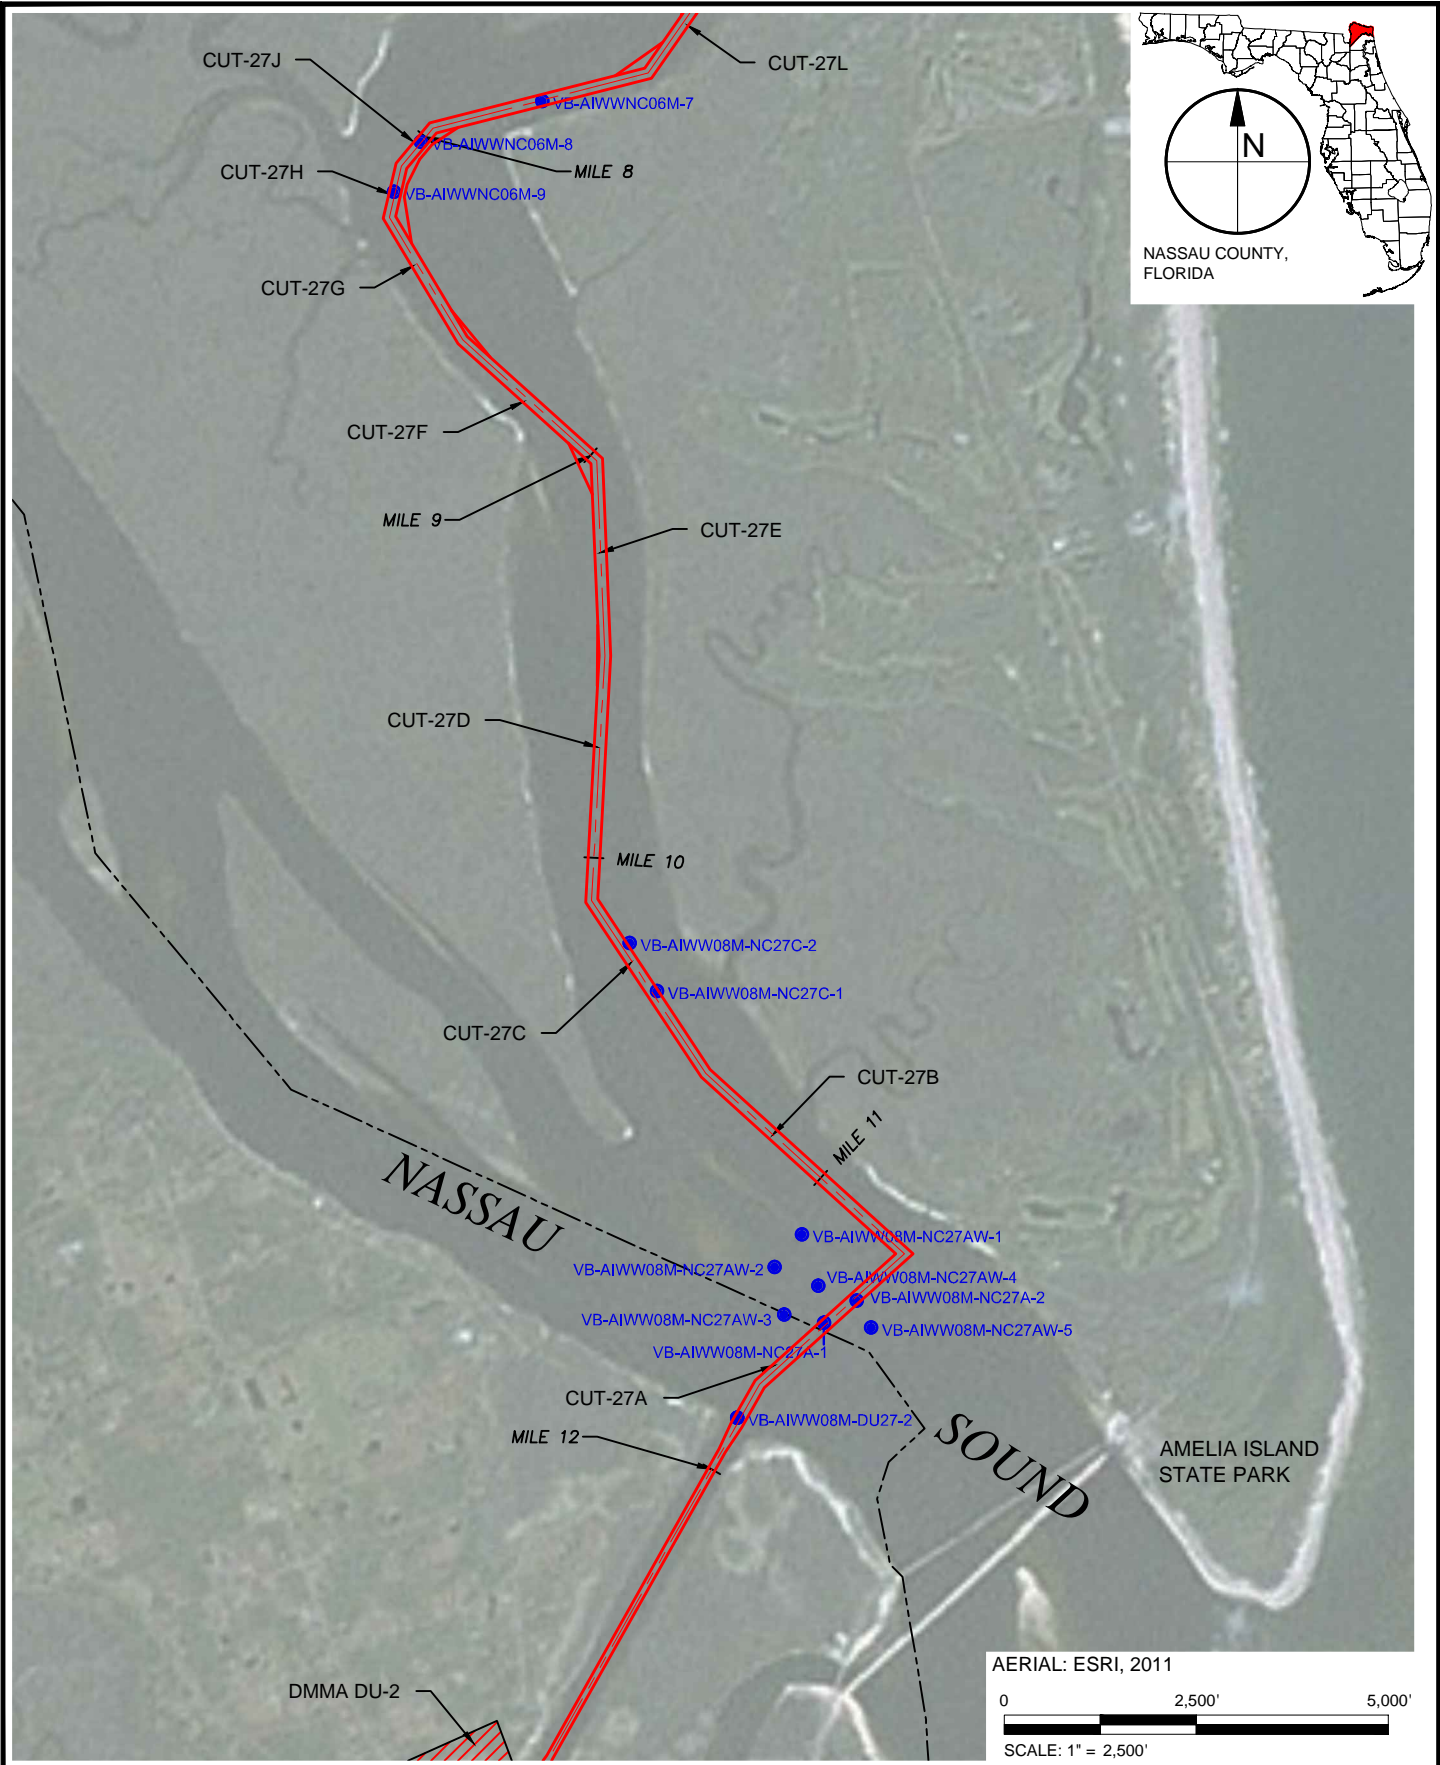 CUT-27J
CUT-27L
VB-AIWWNC06M-7
VB-AIWWNC06M-8
MILE 8
CUT-27H
VB-AIWWNC06M-9
N
NASSAU COUNTY,
FLORIDA
CUT-27G
CUT-27F
MILE 9
CUT-27E
CUT-27D
MILE 10
VB-AIWW08M-NC27C-2
VB-AIWW08M-NC27C-1
CUT-27C
CUT-27B
MILE 11
NASSAU
VB-AIWW08M-NC27AW-1
VB-AIWW08M-NC27AW-2
VB-AIWW08M-NC27AW-4
VB-AIWW08M-NC27A-2
VB-AIWW08M-NC27AW-3
VB-AIWW08M-NC27AW-5
VB-AIWW08M-NC27A-1
CUT-27A
VB-AIWW08M-DU27-2
MILE 12
SOUND
AMELIA ISLAND
STATE PARK
DMMA DU-2
AERIAL: ESRI, 2011
0 2,500' 5,000'
SCALE: 1" = 2,500'